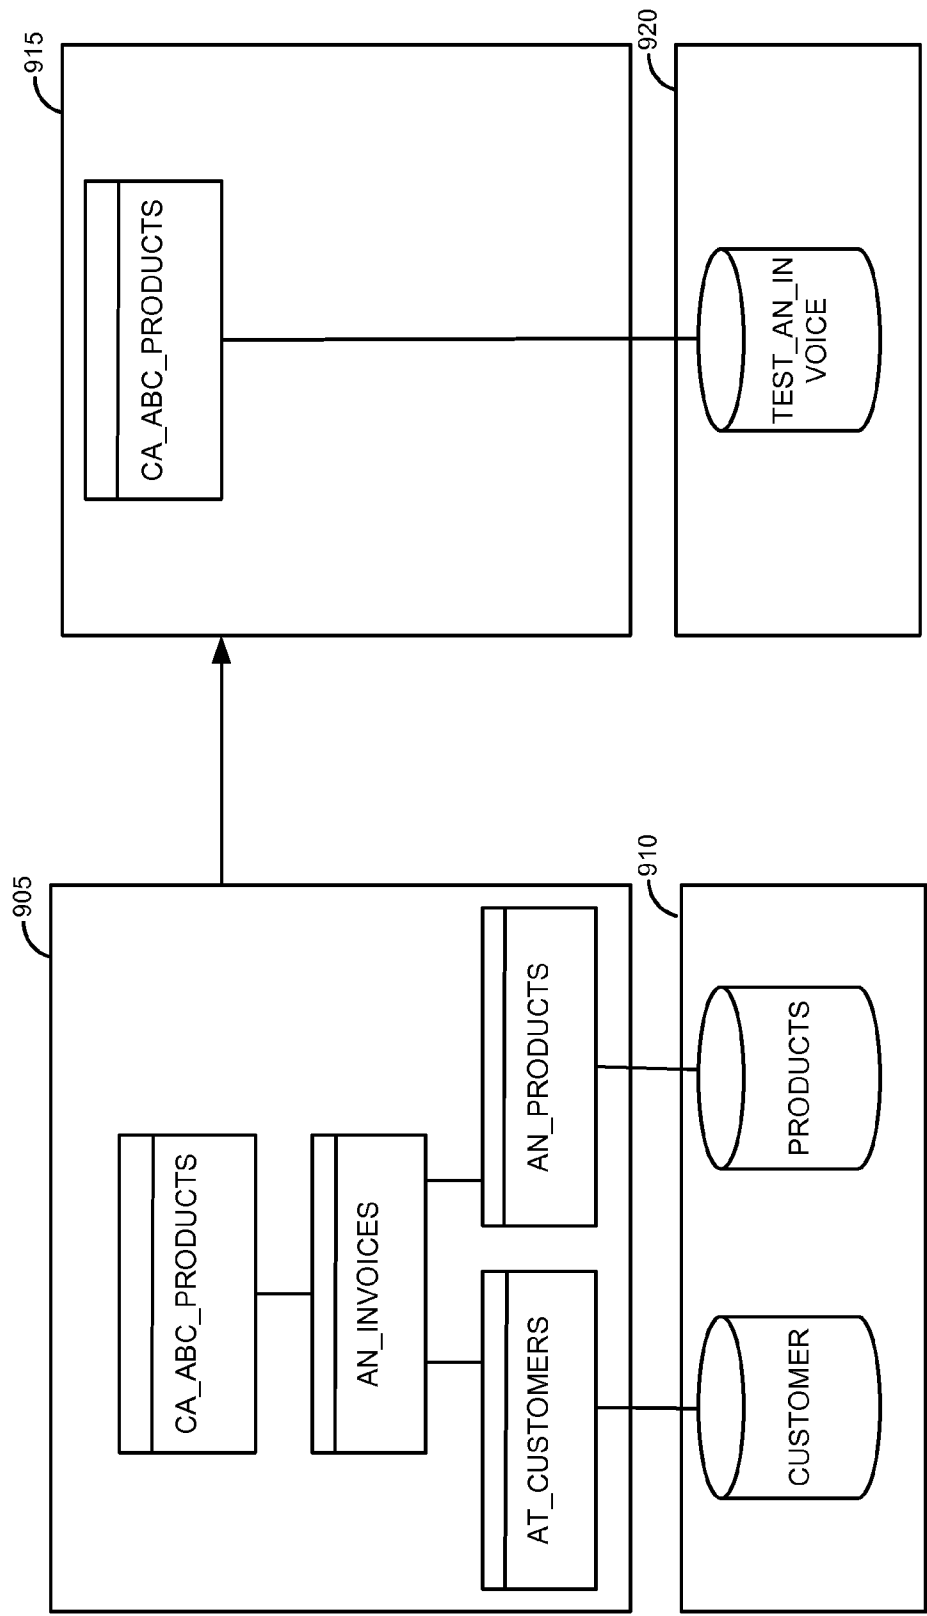 905
CA_ABC_PRODUCTS
AN_INVOICES
AT_CUSTOMERS
AN_PRODUCTS
910
CUSTOMER
PRODUCTS
915
CA_ABC_PRODUCTS
920
TEST_AN_IN
VOICE